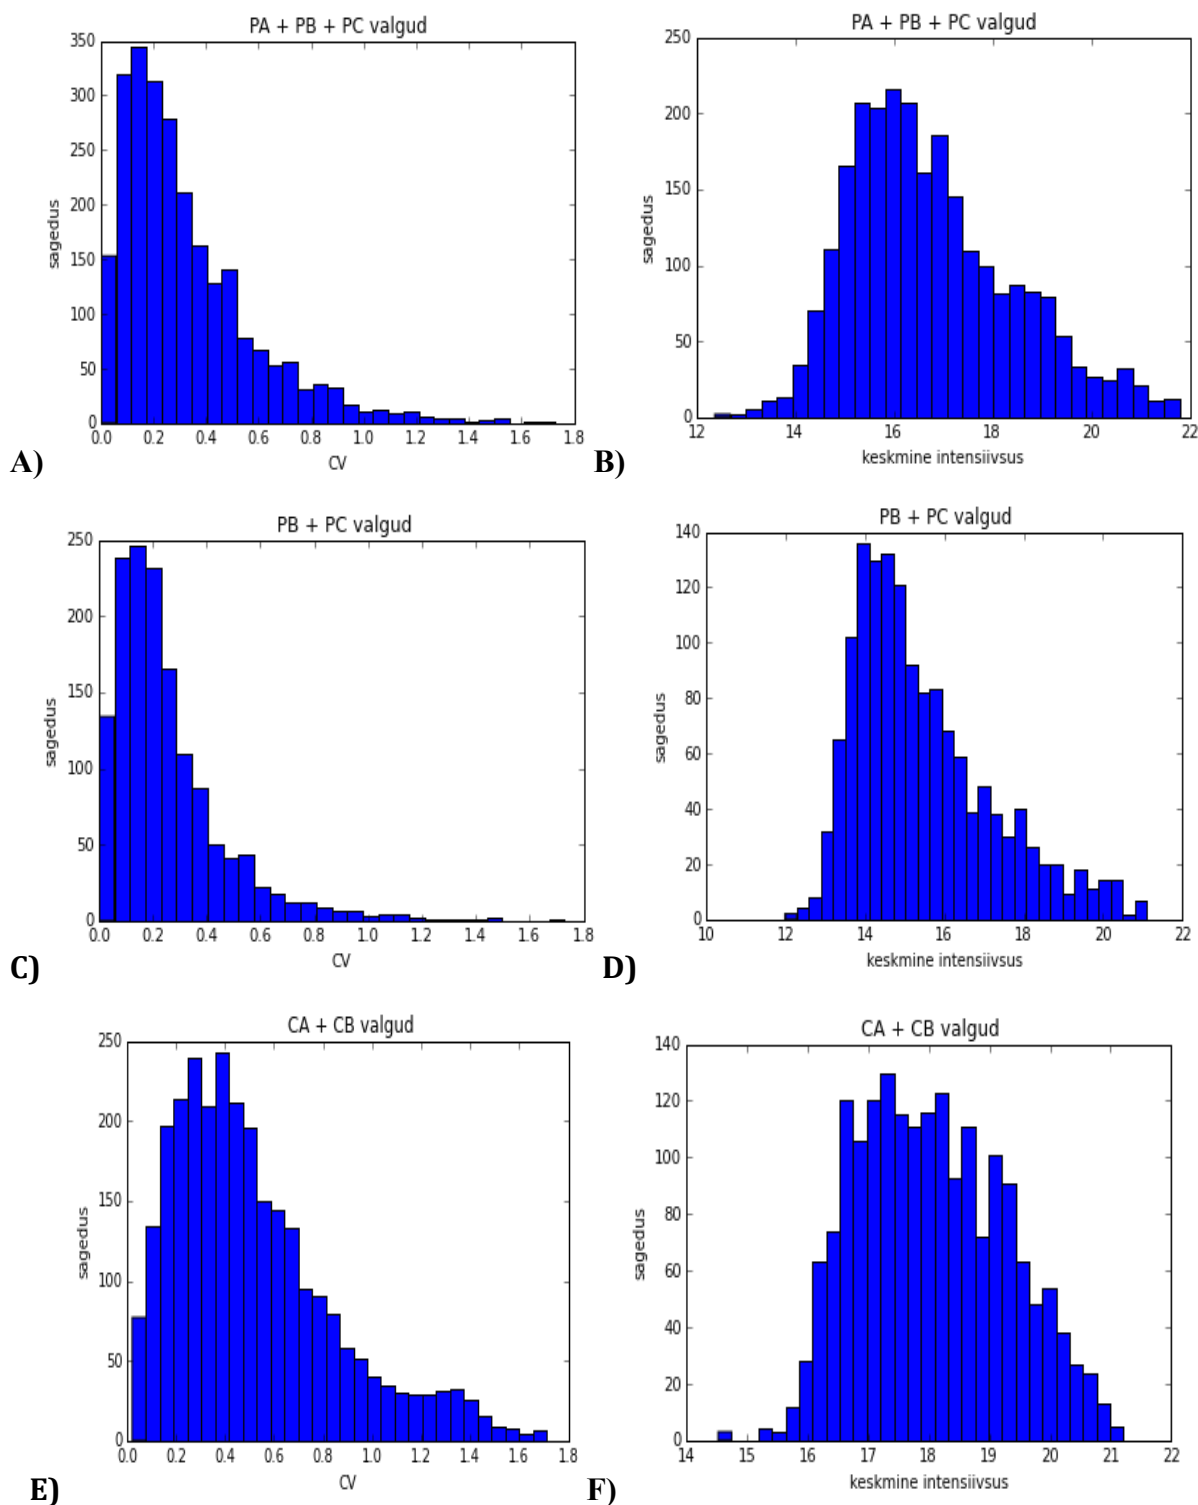 PA + PB + PC valgud
350
300
250
200
150
100
50
0
sagedus
0.0 0.2 0.4 0.6 0.8 1.0 1.2 1.4 1.6 1.8
CV
A)
PA + PB + PC valgud
250
200
150
100
50
0
sagedus
12 14 16 18 20 22
keskmine intensiivsus
B)
PB + PC valgud
250
200
150
100
50
0
sagedus
0.0 0.2 0.4 0.6 0.8 1.0 1.2 1.4 1.6 1.8
CV
C)
PB + PC valgud
140
120
100
80
60
40
20
0
sagedus
10 12 14 16 18 20 22
keskmine intensiivsus
D)
CA + CB valgud
250
200
150
100
50
0
sagedus
0.0 0.2 0.4 0.6 0.8 1.0 1.2 1.4 1.6 1.8
CV
E)
CA + CB valgud
140
120
100
80
60
40
20
0
sagedus
14 15 16 17 18 19 20 21 22
keskmine intensiivsus
F)